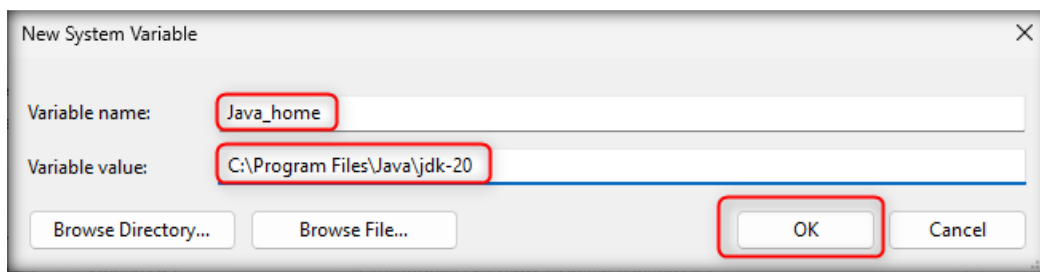 New System Variable
Variable name: Java_home
Variable value: C:\Program Files\Java\jdk-20
Browse Directory... Browse File... OK Cancel